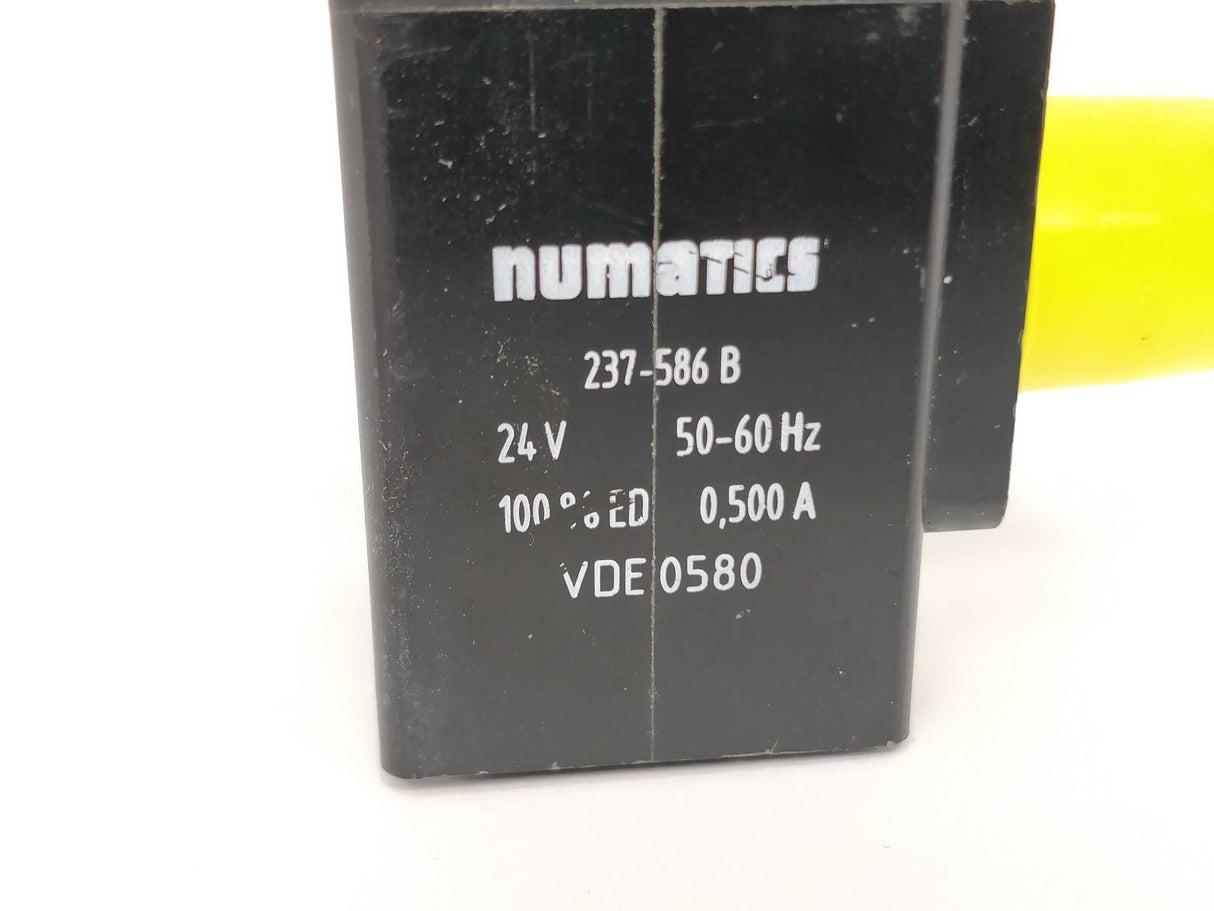 numatics
237-586 B
24 V 50-60 Hz
100 % ED 0,500 A
VDE 0580